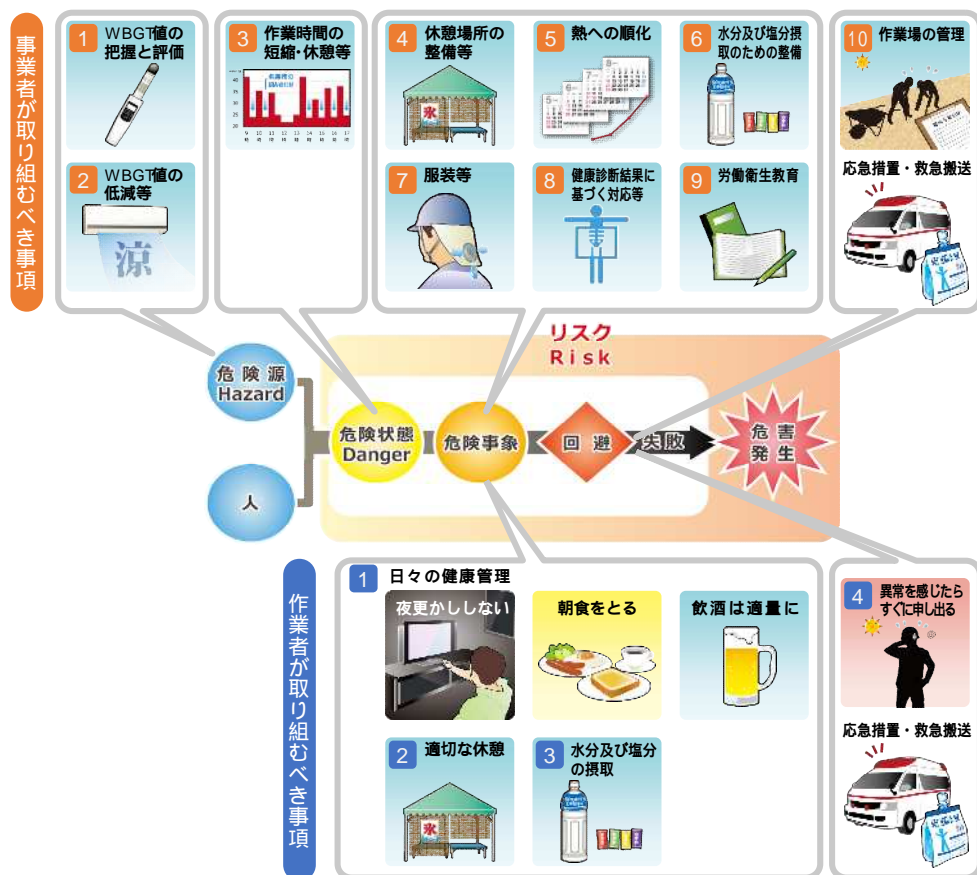 事業者が取り組むべき事項
1 WBGT値の
把握と評価
2 WBGT値の
低減等
涼
3 作業時間の
短縮・休憩等
4 休憩場所の
整備等
氷
5 熱への順化
6 水分及び塩分摂
取のための整備
7 服装等
8 健康診断結果に
基づく対応等
9 労働衛生教育
10 作業場の管理
応急措置・救急搬送
リスク
Risk
危険源
Hazard
人
危険状態
Danger
危険事象
回避
失敗
危害
発生
作業者が取り組むべき事項
1 日々の健康管理
夜更かししない
朝食をとる
飲酒は適量に
2 適切な休憩
氷
3 水分及び塩分
の摂取
4 異常を感じたら
すぐに申し出る
応急措置・救急搬送